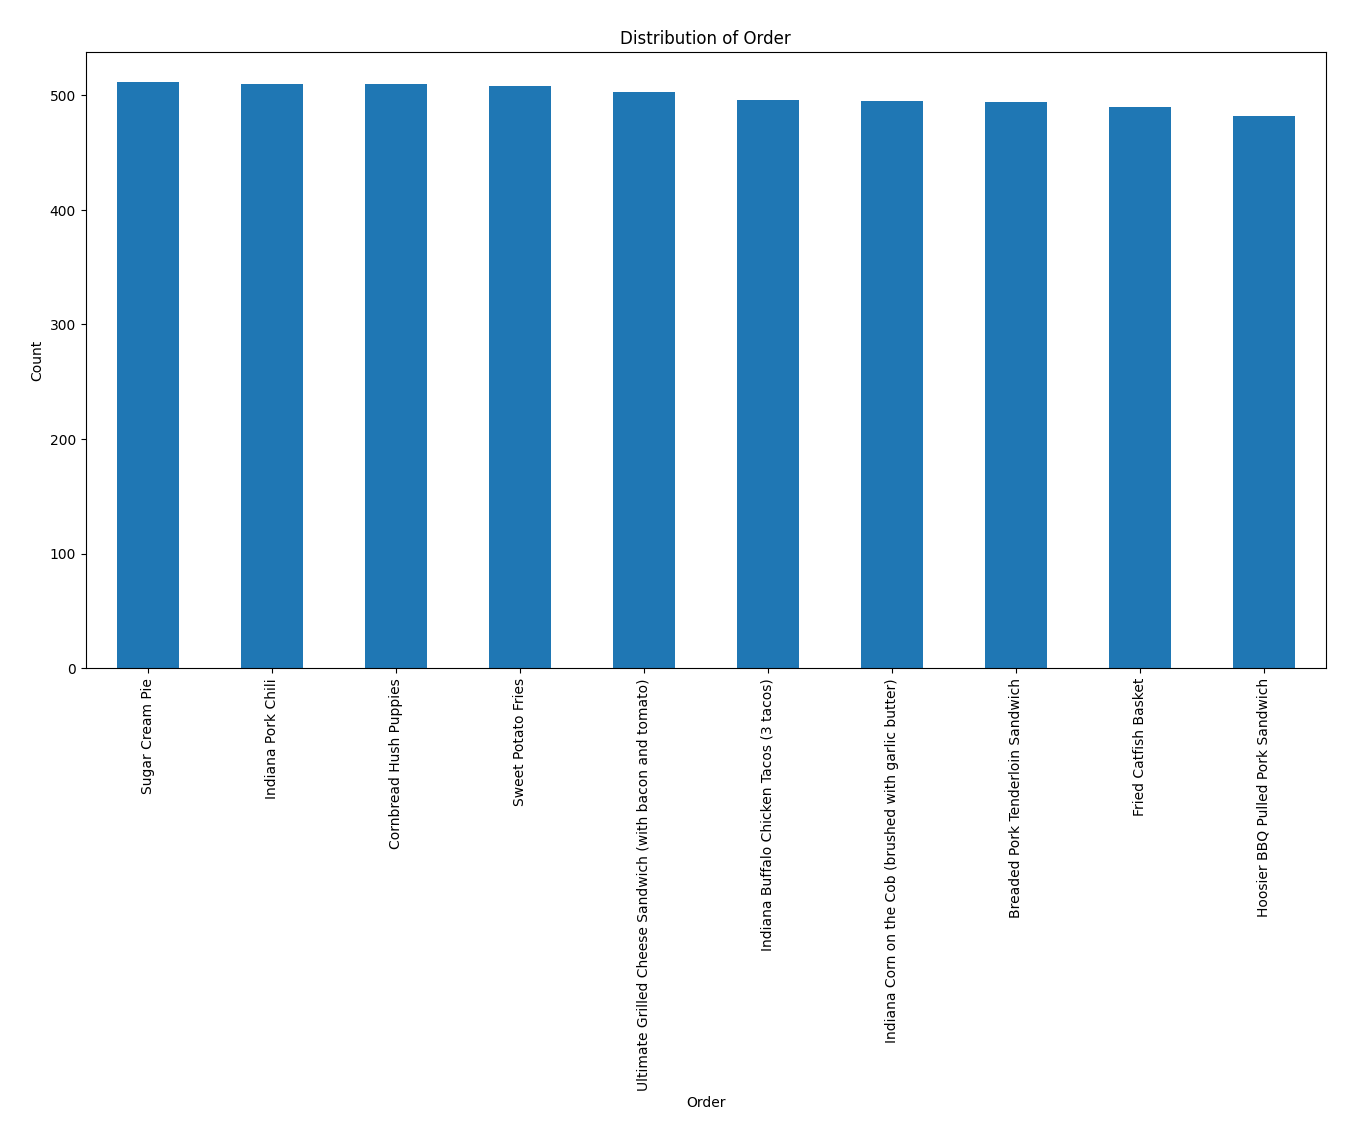 Distribution of Order
Count
500
400
300
200
100
0
Sugar Cream Pie
Indiana Pork Chili
Cornbread Hush Puppies
Sweet Potato Fries
Ultimate Grilled Cheese Sandwich (with bacon and tomato)
Indiana Buffalo Chicken Tacos (3 tacos)
Indiana Corn on the Cob (brushed with garlic butter)
Breaded Pork Tenderloin Sandwich
Fried Catfish Basket
Hoosier BBQ Pulled Pork Sandwich
Order